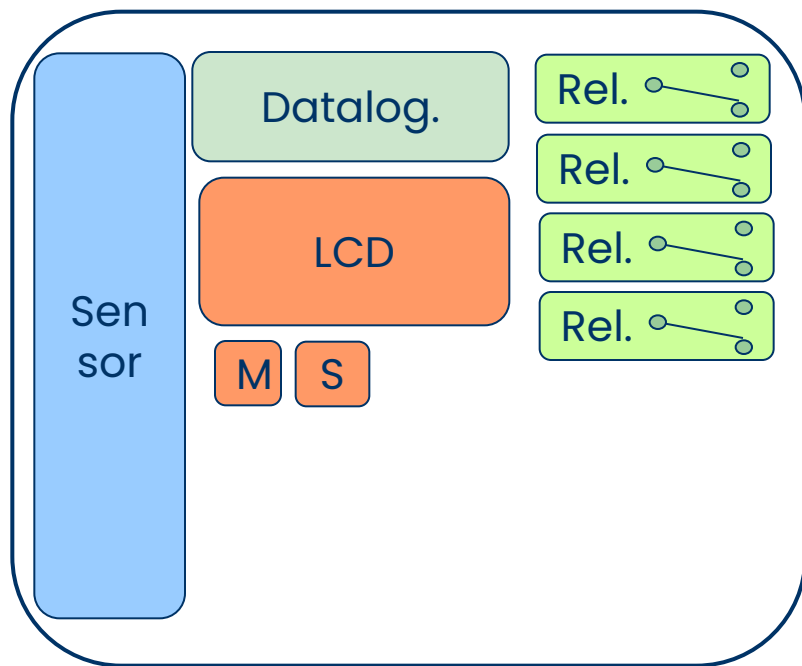 Sen
sor
Datalog.
LCD
M
S
Rel.
Rel.
Rel.
Rel.